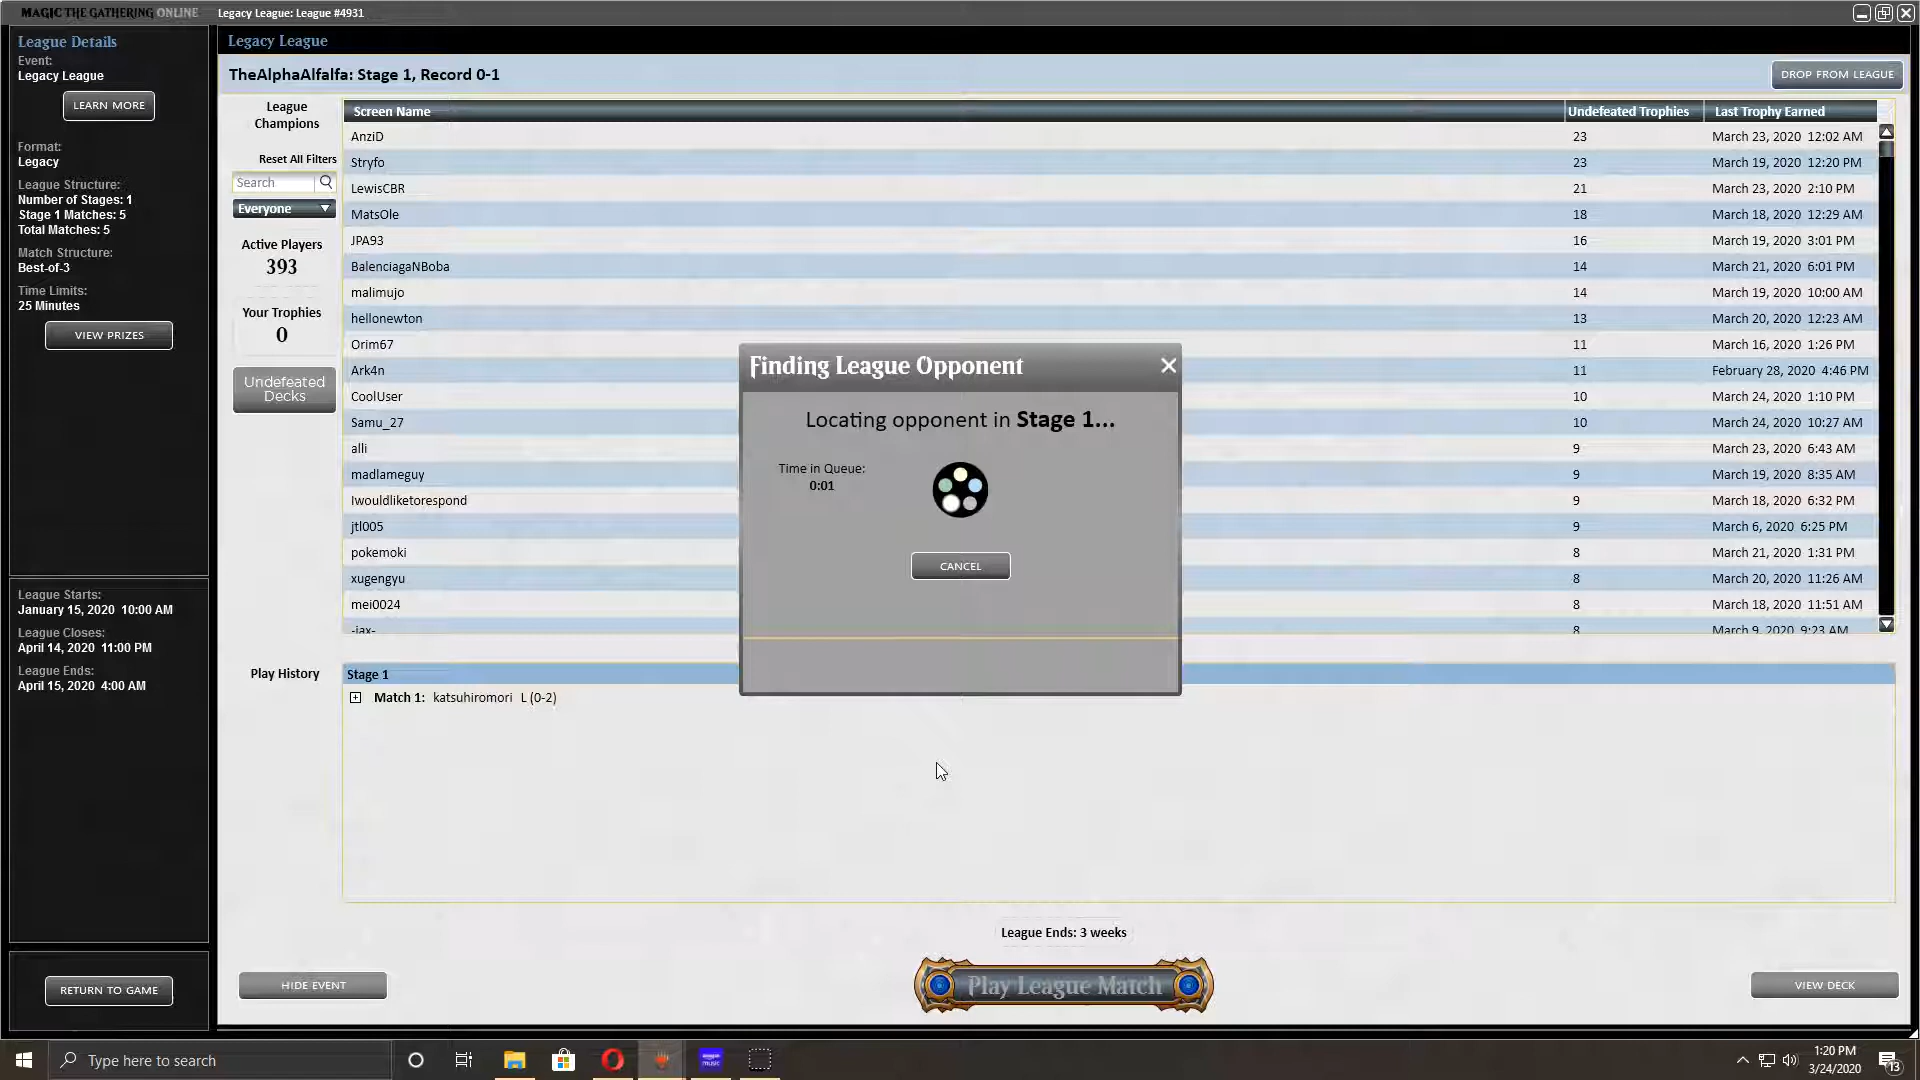 MAGIC THE GATHERING ONLINE
Legacy League: League #4931
League Details
Event:
Legacy League
LEARN MORE
Format:
Legacy
League Structure:
Number of Stages: 1
Stage 1 Matches: 5
Total Matches: 5
Match Structure:
Best-of-3
Time Limits:
25 Minutes
VIEW PRIZES
League Starts:
January 15, 2020 10:00 AM
League Closes:
April 14, 2020 11:00 PM
League Ends:
April 15, 2020 4:00 AM
RETURN TO GAME
Legacy League
TheAlphaAlfalfa: Stage 1, Record 0-1
DROP FROM LEAGUE
League
Champions
Reset All Filters
Search
Everyone
Active Players
393
Your Trophies
0
Undefeated
Decks
Screen Name Undefeated Trophies Last Trophy Earned
AnziD 23 March 23, 2020 12:02 AM
Stryfo 23 March 19, 2020 12:20 PM
LewisCBR 21 March 23, 2020 2:10 PM
MatsOle 18 March 18, 2020 12:29 AM
JPA93 16 March 19, 2020 3:01 PM
BalenciagaNBoba 14 March 21, 2020 6:01 PM
malimujo 14 March 19, 2020 10:00 AM
hellonewton 13 March 20, 2020 12:23 AM
Orim67 11 March 16, 2020 1:26 PM
Ark4n 11 February 28, 2020 4:46 PM
CoolUser 10 March 24, 2020 1:10 PM
Samu_27 10 March 24, 2020 10:27 AM
alli 9 March 23, 2020 6:43 AM
madlameguy 9 March 19, 2020 8:35 AM
Iwouldliketorespond 9 March 18, 2020 6:32 PM
jtl005 9 March 6, 2020 6:25 PM
pokemoki 8 March 21, 2020 1:31 PM
xugengyu 8 March 20, 2020 11:26 AM
mei0024 8 March 18, 2020 11:51 AM
-jax- 8 March 9, 2020 9:23 AM
Finding League Opponent
Locating opponent in Stage 1...
Time in Queue:
0:01
CANCEL
Play History
Stage 1
Match 1: katsuhiromori L (0-2)
League Ends: 3 weeks
HIDE EVENT
Play League Match
VIEW DECK
Type here to search
amazon
music
1:20 PM
3/24/2020
13